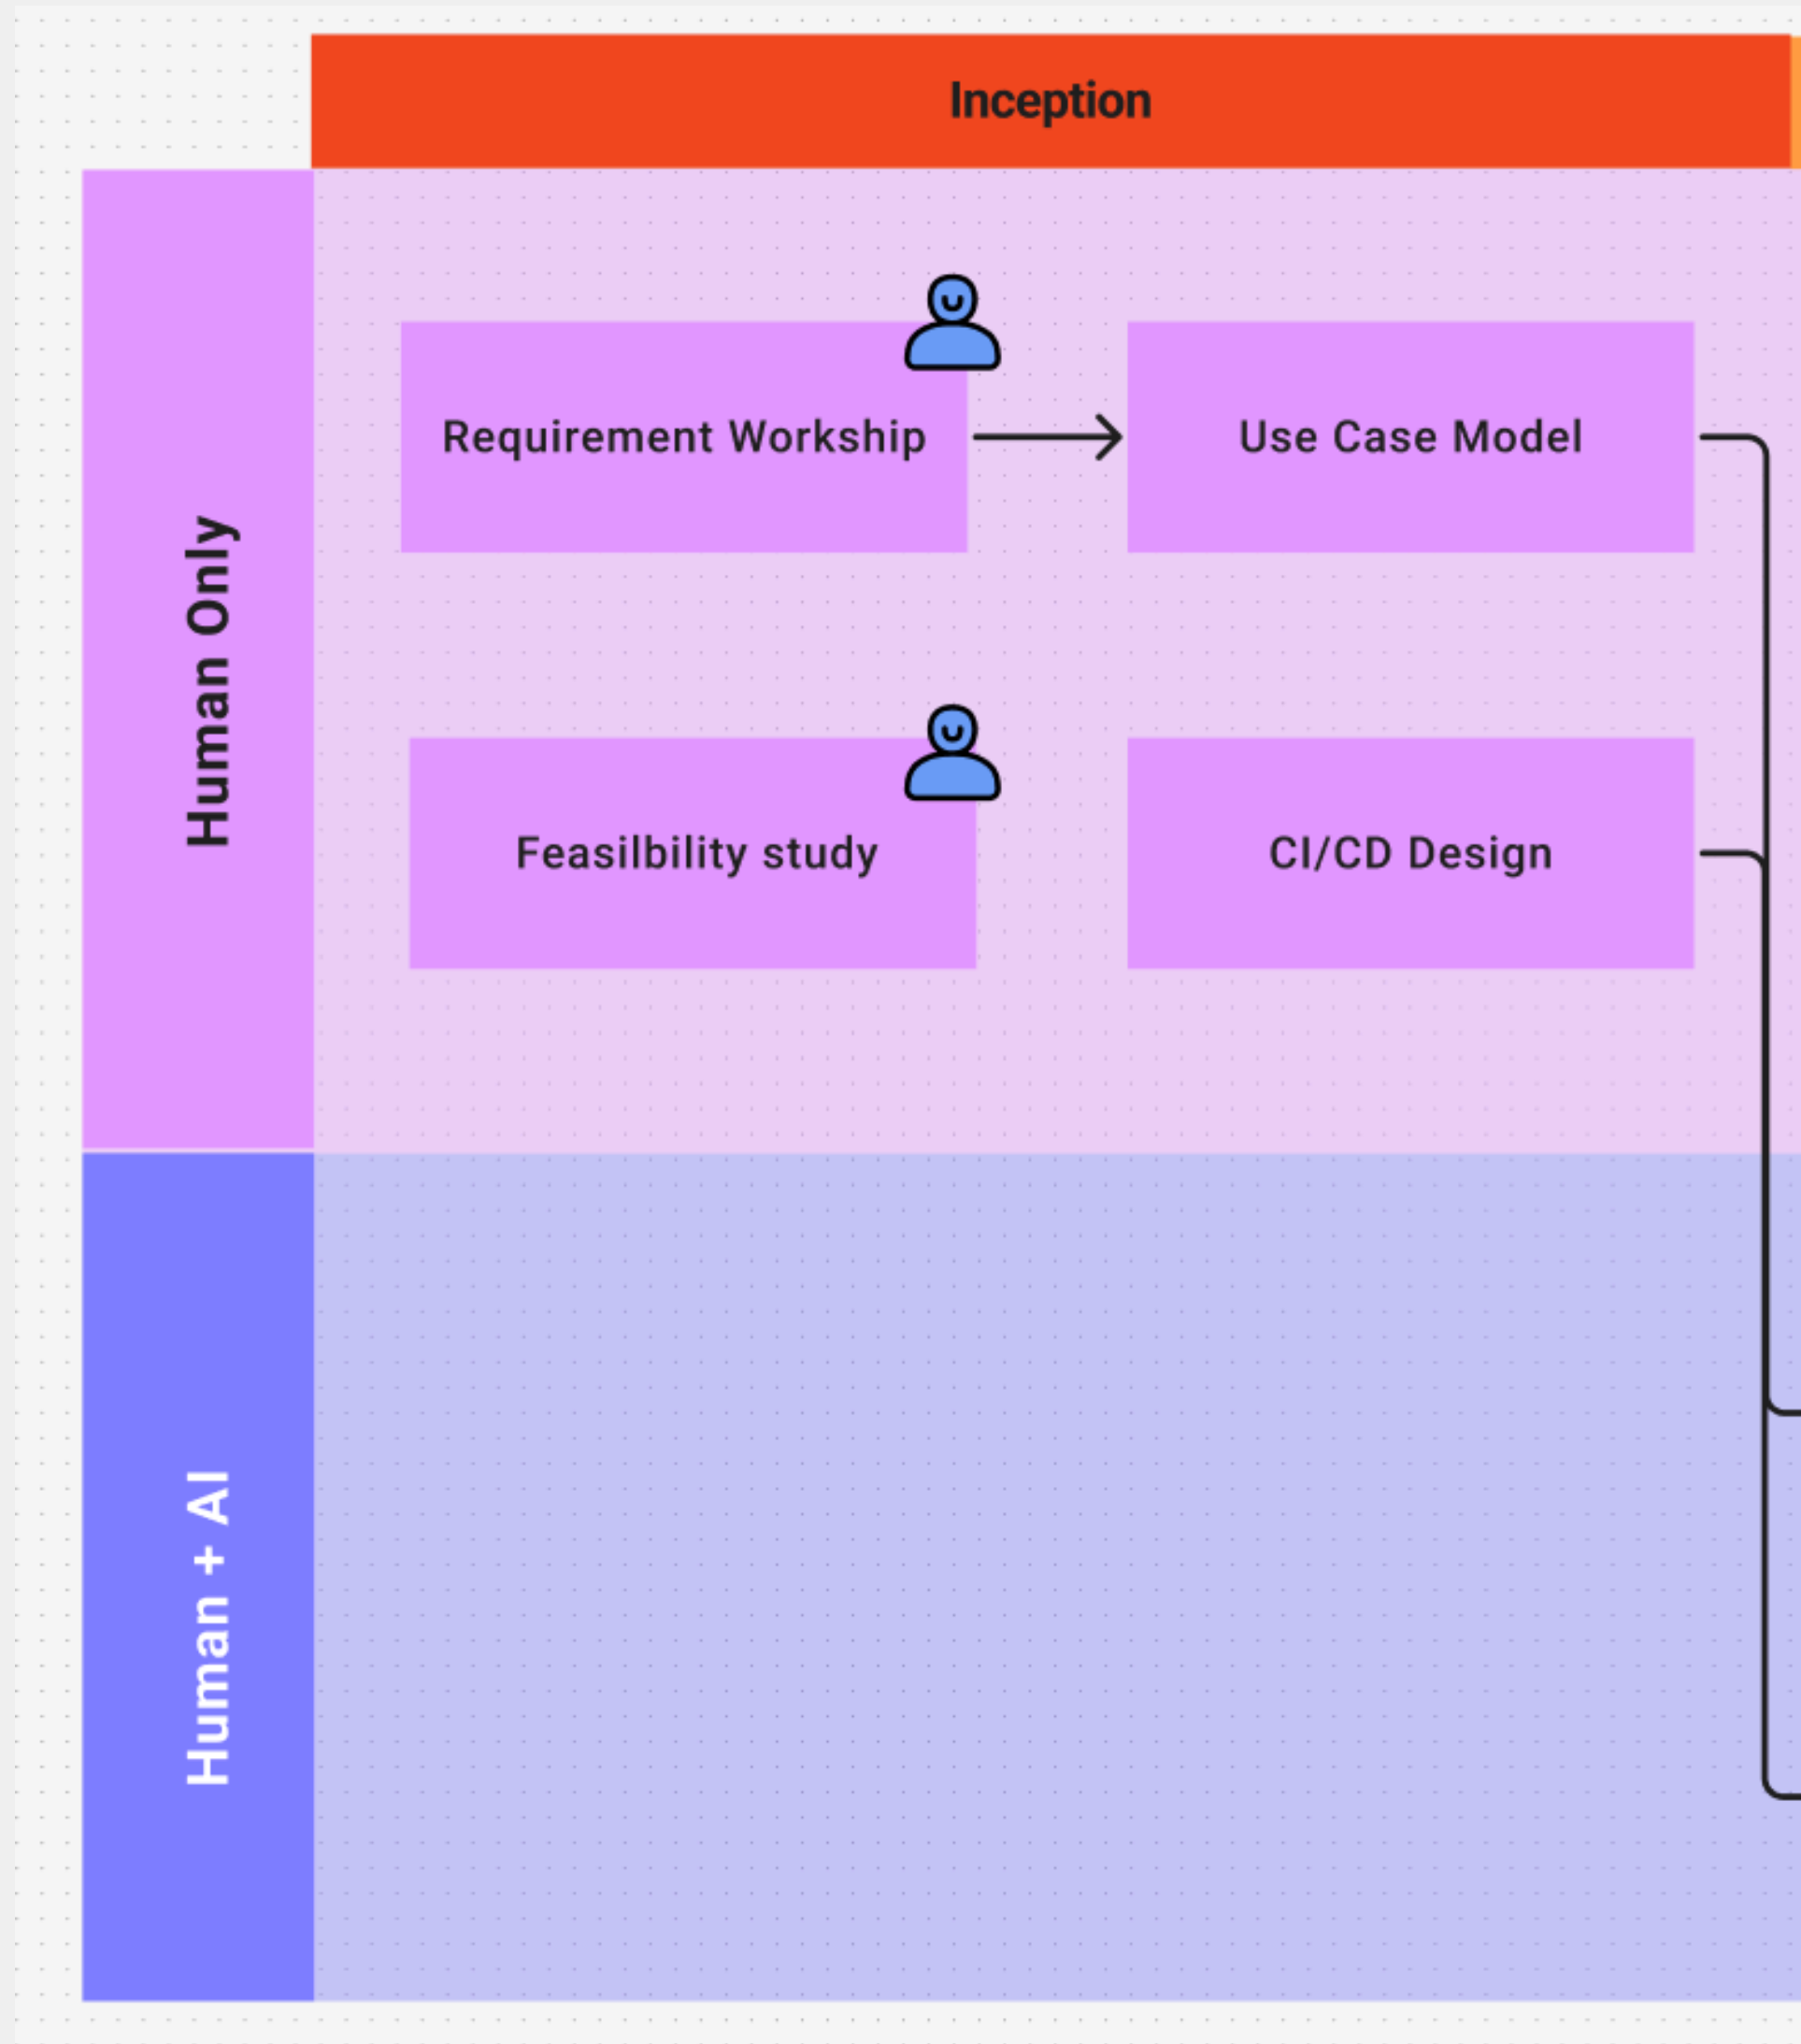 Inception
Human Only
Requirement Workship
Use Case Model
Feasilbility study
CI/CD Design
Human + AI